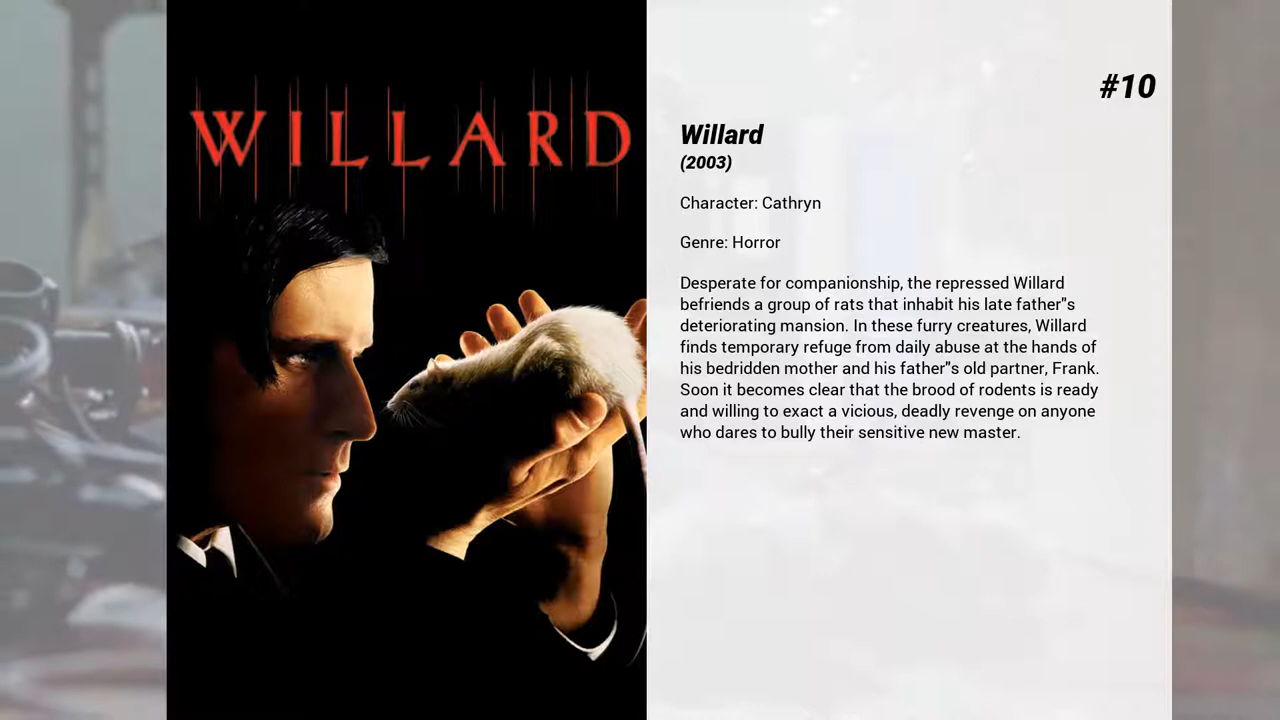 WILLARD
#10
Willard
(2003)
Character: Cathryn
Genre: Horror
Desperate for companionship, the repressed Willard
befriends a group of rats that inhabit his late father"s
deteriorating mansion. In these furry creatures, Willard
finds temporary refuge from daily abuse at the hands of
his bedridden mother and his father"s old partner, Frank.
Soon it becomes clear that the brood of rodents is ready
and willing to exact a vicious, deadly revenge on anyone
who dares to bully their sensitive new master.